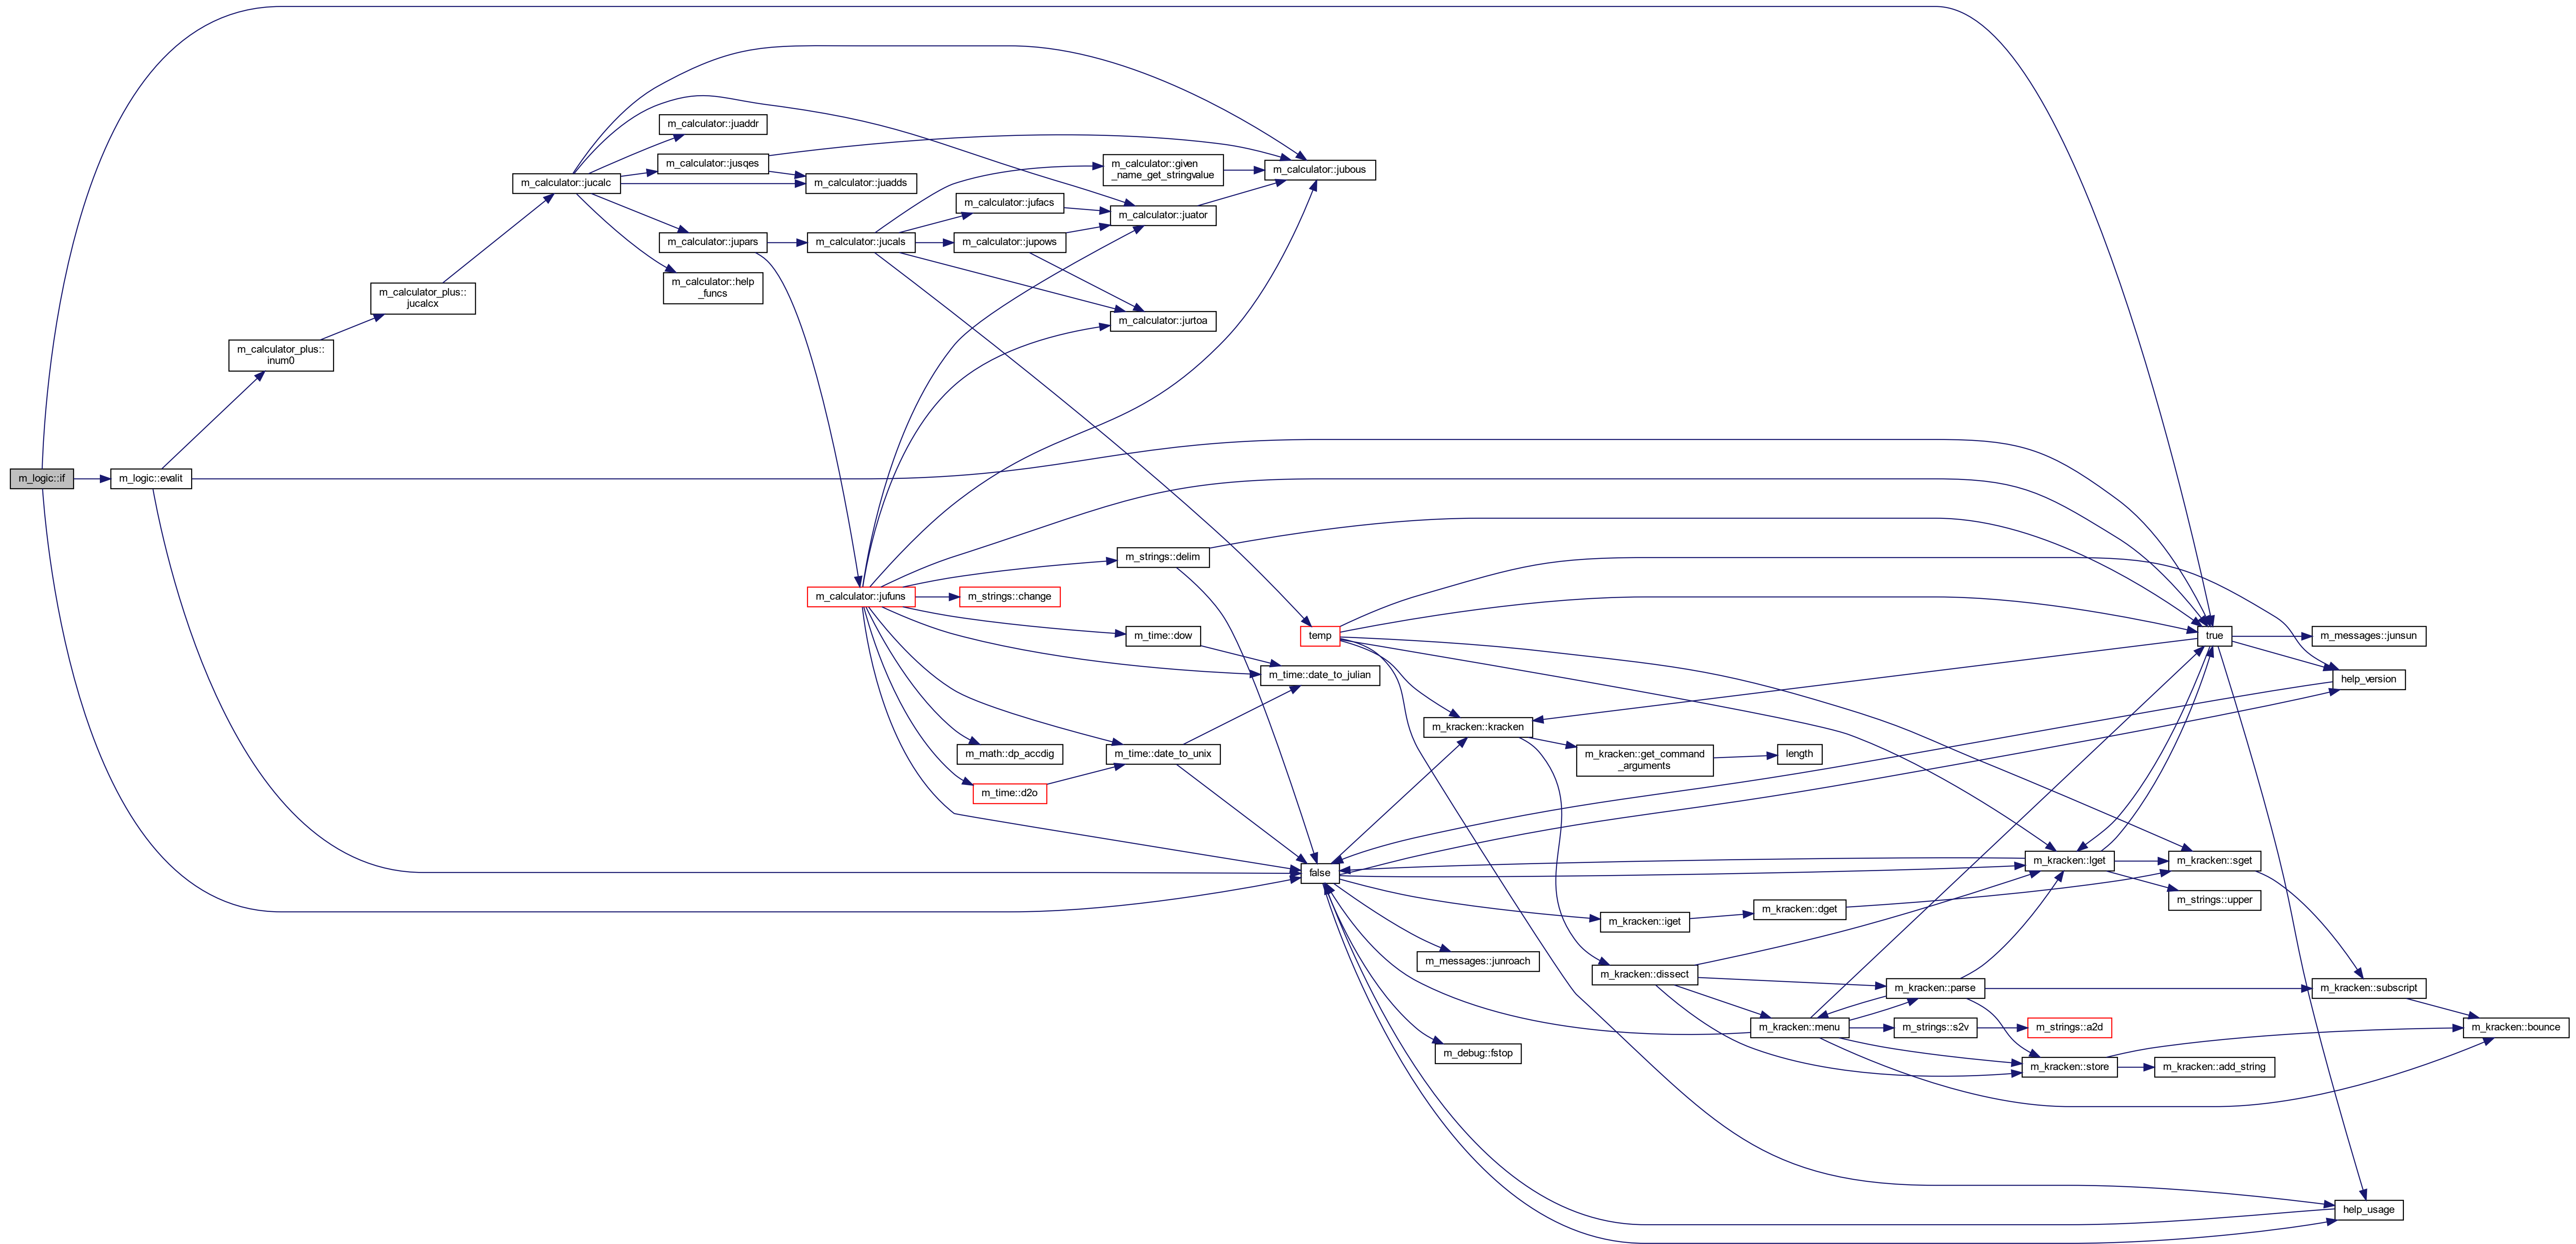 m_logic::if
m_logic::evalit
m_calculator_plus::
inum0
m_calculator_plus::
jucalcx
m_calculator::jucalc
m_calculator::juaddr
m_calculator::jusqes
m_calculator::juadds
m_calculator::jupars
m_calculator::help
_funcs
m_calculator::jucals
m_calculator::given
_name_get_stringvalue
m_calculator::jubous
m_calculator::jufacs
m_calculator::juator
m_calculator::jupows
m_calculator::jurtoa
m_calculator::jufuns
m_strings::delim
m_strings::change
m_time::dow
m_time::date_to_julian
m_math::dp_accdig
m_time::date_to_unix
m_time::d2o
temp
false
m_kracken::kracken
m_kracken::get_command
_arguments
length
m_kracken::iget
m_kracken::dget
m_messages::junroach
m_kracken::dissect
m_debug::fstop
m_kracken::menu
m_kracken::parse
m_strings::s2v
m_strings::a2d
m_kracken::store
m_kracken::add_string
m_kracken::lget
m_kracken::sget
m_strings::upper
m_kracken::subscript
m_kracken::bounce
true
m_messages::junsun
help_version
help_usage